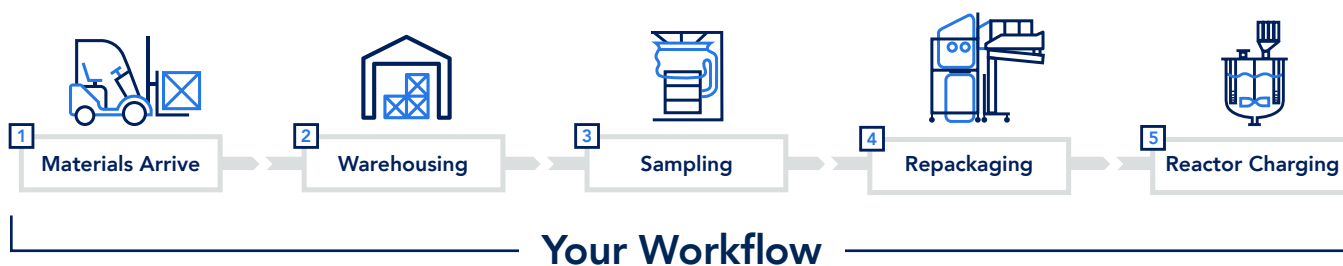 1
Materials Arrive
2
Warehousing
3
Sampling
4
Repackaging
5
Reactor Charging
Your Workflow